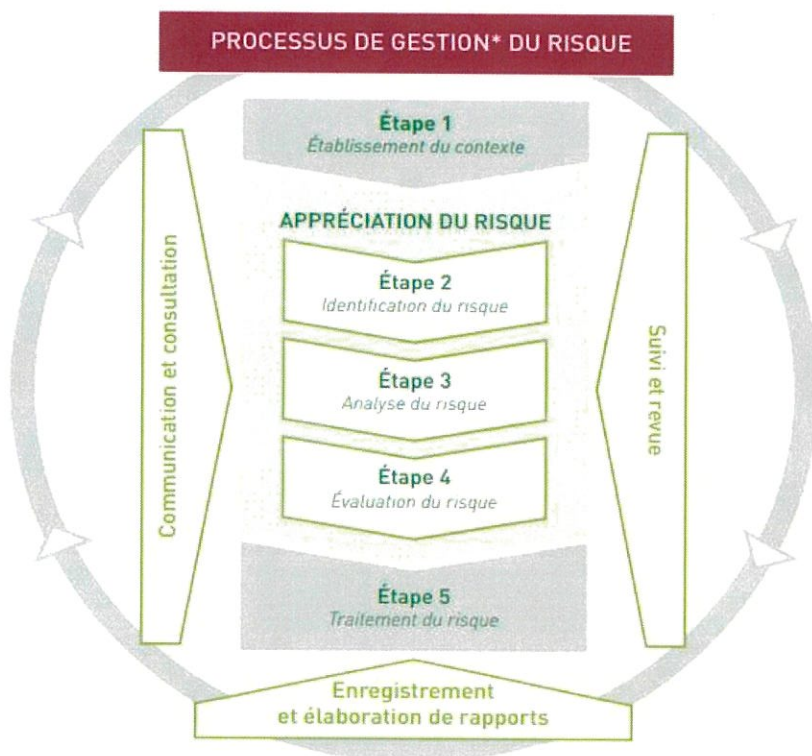 PROCESSUS DE GESTION* DU RISQUE
Étape 1
Établissement du contexte
APPRÉCIATION DU RISQUE
Étape 2
Identification du risque
Étape 3
Analyse du risque
Étape 4
Évaluation du risque
Étape 5
Traitement du risque
Communication et consultation
Suivi et revue
Enregistrement
et élaboration de rapports